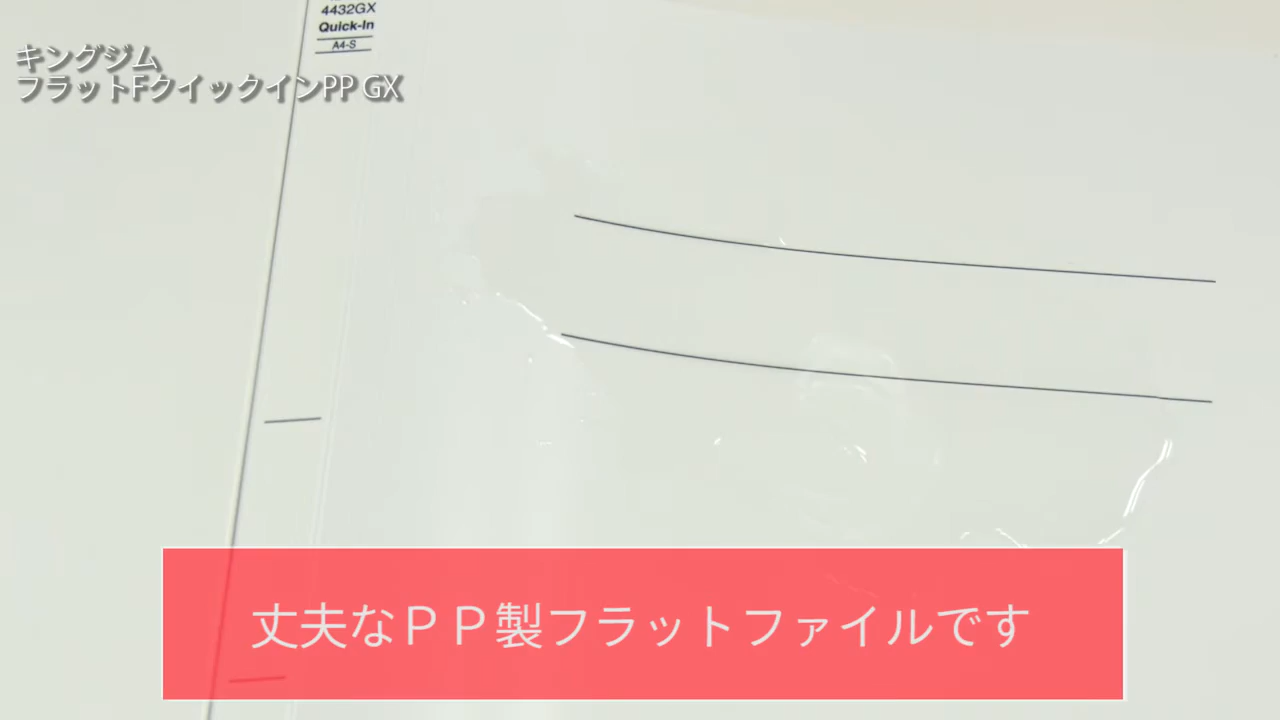 4432GX
Quick-In
A4-S
キングジム
フラットFクイックインPP GX
丈夫なＰＰ製フラットファイルです